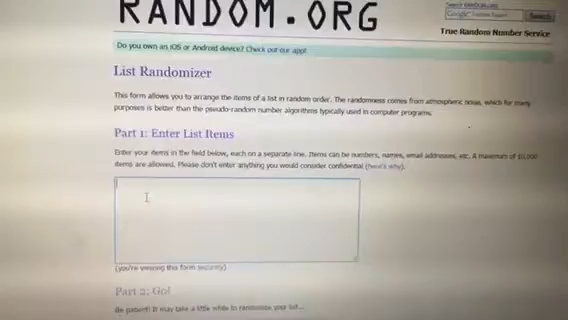 RANDOM.ORG
Search RANDOM.ORG
Google™ Custom Search
Search
True Random Number Service
Do you own an iOS or Android device? Check out our app!
List Randomizer
This form allows you to arrange the items of a list in random order. The randomness comes from atmospheric noise, which for many
purposes is better than the pseudo-random number algorithms typically used in computer programs.
Part 1: Enter List Items
Enter your items in the field below, each on a separate line. Items can be numbers, names, email addresses, etc. A maximum of 10,000
items are allowed. Please don't enter anything you would consider confidential (here's why).
(you're viewing this form securely)
Part 2: Go!
Be patient! It may take a little while to randomize your list...